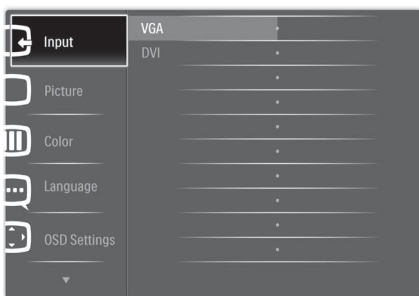 Input
VGA
DVI
Picture
Color
Language
OSD Settings